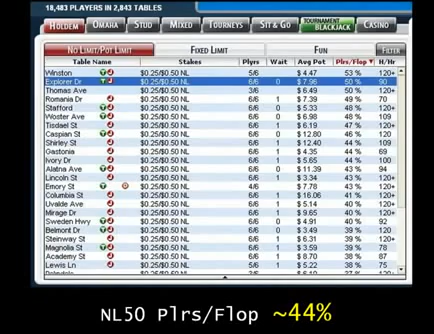 18,483 PLAYERS IN 2,843 TABLES
HOLDEM OMAHA STUD MIXED TOURNEYS SIT & GO TOURNAMENT BLACKJACK CASINO
NO LIMIT/POT LIMIT FIXED LIMIT FUN FILTER
Table Name Stakes Plyrs Wait Avg Pot Plrs/Flop H/Hr
Winston $0.25/$0.50 NL 5/6 $ 4.47 53 % 120+
Explorer Dr $0.25/$0.50 NL 6/6 0 $ 7.96 50 % 90
Thomas Ave $0.25/$0.50 NL 3/6 $ 6.49 50 % 120+
Romania Dr $0.25/$0.50 NL 6/6 1 $ 7.39 49 % 70
Stafford $0.25/$0.50 NL 6/6 0 $ 5.33 48 % 120+
Woster Ave $0.25/$0.50 NL 6/6 0 $ 6.98 48 % 109
Tisdael St $0.25/$0.50 NL 6/6 1 $ 6.19 47 % 120+
Caspian St $0.25/$0.50 NL 6/6 0 $ 12.80 46 % 120
Shirley St $0.25/$0.50 NL 6/6 1 $ 12.40 44 % 109
Gastonia $0.25/$0.50 NL 6/6 1 $ 4.35 44 % 69
Ivory Dr $0.25/$0.50 NL 6/6 1 $ 5.65 44 % 100
Alatna Ave $0.25/$0.50 NL 6/6 0 $ 11.39 43 % 94
Lincoln St $0.25/$0.50 NL 6/6 1 $ 3.34 43 % 120+
Emory St $0.25/$0.50 NL 4/6 $ 7.78 43 % 120+
Columbia St $0.25/$0.50 NL 6/6 1 $ 16.06 41 % 120+
Uvalde Ave $0.25/$0.50 NL 6/6 1 $ 5.14 40 % 120+
Mirage Dr $0.25/$0.50 NL 6/6 1 $ 9.65 40 % 120+
Sweden Hwy $0.25/$0.50 NL 6/6 0 $ 4.91 40 % 92
Belmont Dr $0.25/$0.50 NL 6/6 0 $ 3.49 39 % 120
Steinway St $0.25/$0.50 NL 6/6 1 $ 6.31 39 % 120+
Magnolia St $0.25/$0.50 NL 6/6 1 $ 3.59 39 % 78
Academy St $0.25/$0.50 NL 6/6 1 $ 8.70 38 % 87
Lewis Ln $0.25/$0.50 NL 6/6 1 $ 5.22 38 % 75
NL50 Plrs/Flop ~44%